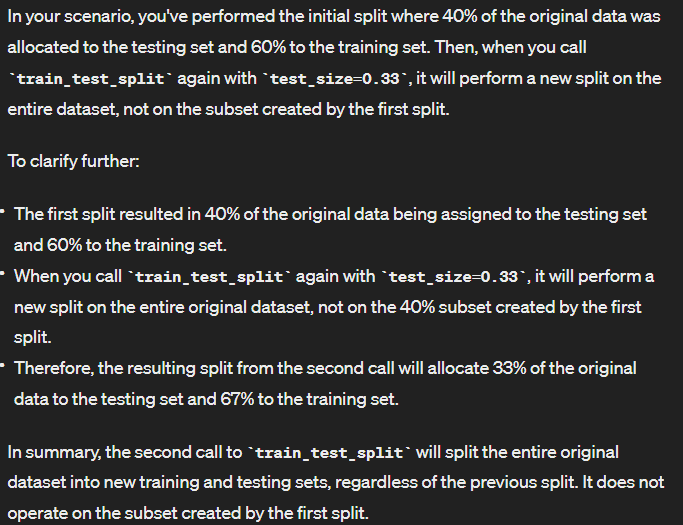 In your scenario, you've performed the initial split where 40% of the original data was
allocated to the testing set and 60% to the training set. Then, when you call
`train_test_split` again with `test_size=0.33`, it will perform a new split on the
entire dataset, not on the subset created by the first split.
To clarify further:
• The first split resulted in 40% of the original data being assigned to the testing set
and 60% to the training set.
• When you call `train_test_split` again with `test_size=0.33`, it will perform a
new split on the entire original dataset, not on the 40% subset created by the first
split.
• Therefore, the resulting split from the second call will allocate 33% of the original
data to the testing set and 67% to the training set.
In summary, the second call to `train_test_split` will split the entire original
dataset into new training and testing sets, regardless of the previous split. It does not
operate on the subset created by the first split.